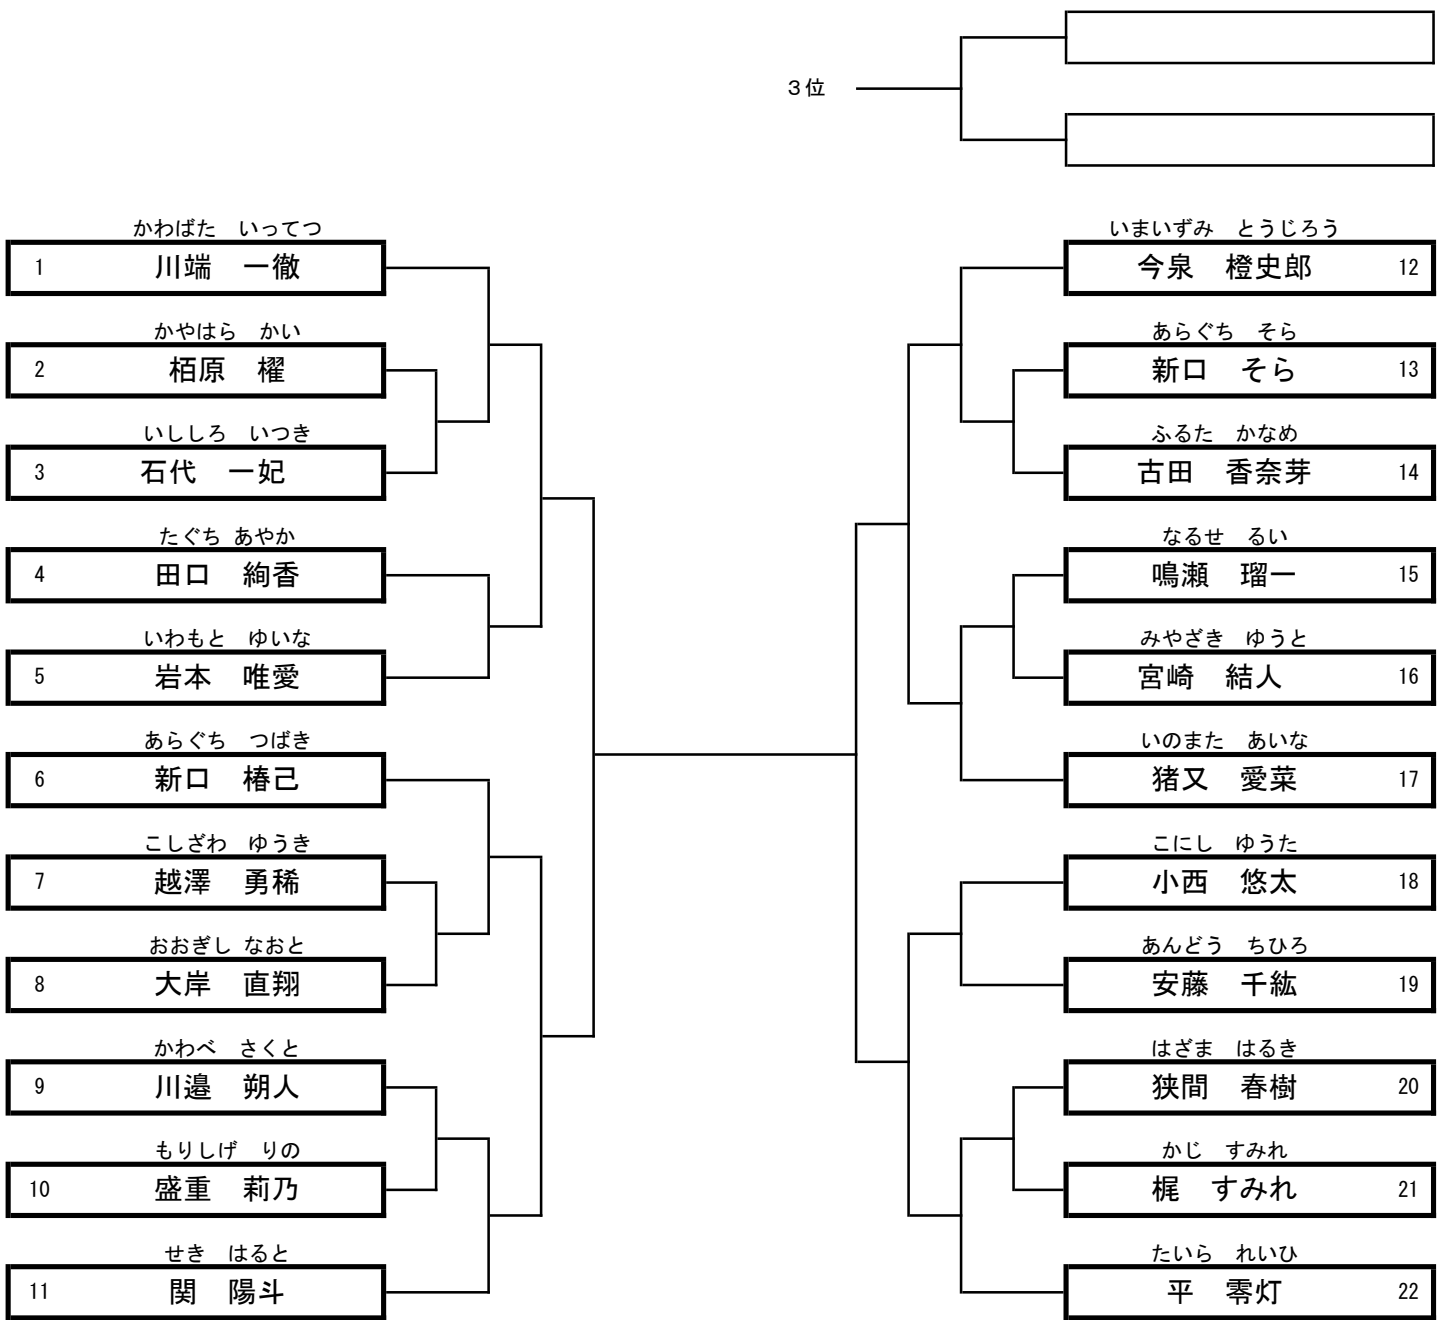 3位
かわばた　いってつ
1　川端　一徹
かやはら　かい
2　栢原　櫂
いししろ　いつき
3　石代　一妃
たぐち あやか
4　田口　絢香
いわもと　ゆいな
5　岩本　唯愛
あらぐち　つばき
6　新口　椿己
こしざわ　ゆうき
7　越澤　勇稀
おおぎし なおと
8　大岸　直翔
かわべ　さくと
9　川邉　朔人
もりしげ　りの
10　盛重　莉乃
せき　はると
11　関　陽斗
いまいずみ　とうじろう
今泉　橙史郎　12
あらぐち　そら
新口　そら　13
ふるた　かなめ
古田　香奈芽　14
なるせ　るい
鳴瀬　瑠一　15
みやざき　ゆうと
宮崎　結人　16
いのまた　あいな
猪又　愛菜　17
こにし　ゆうた
小西　悠太　18
あんどう　ちひろ
安藤　千紘　19
はざま　はるき
狭間　春樹　20
かじ　すみれ
梶　すみれ　21
たいら　れいひ
平　零灯　22